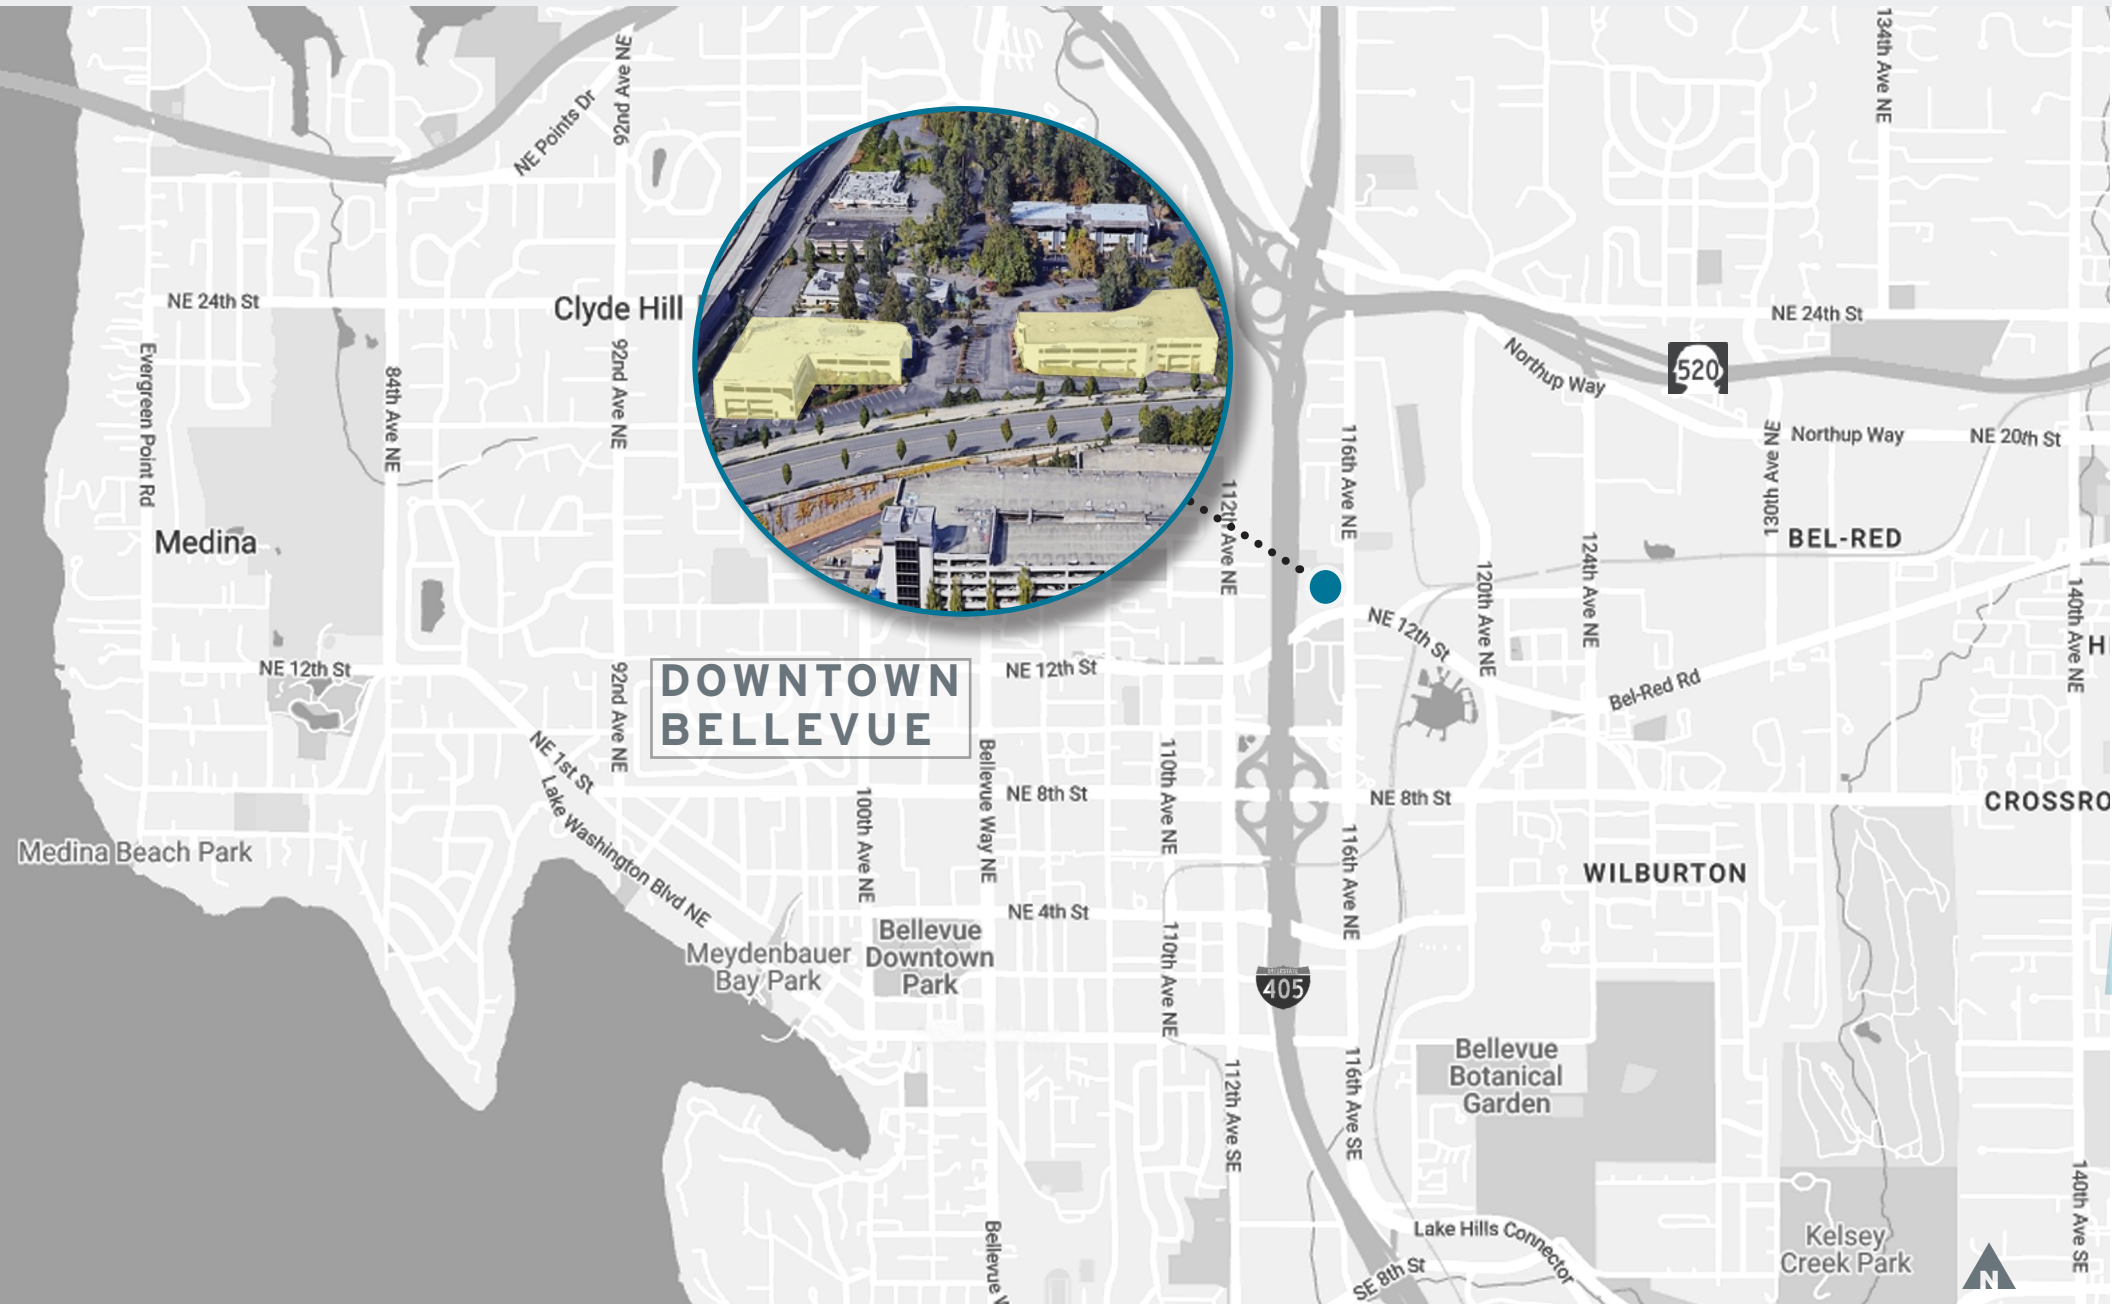 134th Ave NE
92nd Ave NE
NE Points Dr
NE 24th St
Clyde Hill
NE 24th St
Northup Way
520
Evergreen Point Rd
84th Ave NE
92nd Ave NE
116th Ave NE
130th Ave NE
Northup Way
NE 20th St
112th Ave NE
Medina
BEL-RED
124th Ave NE
120th Ave NE
140th Ave NE
NE 12th St
NE 12th St
92nd Ave NE
DOWNTOWN
BELLEVUE
NE 12th St
Bel-Red Rd
NE 1st St
Lake Washington Blvd NE
100th Ave NE
Bellevue Way NE
110th Ave NE
NE 8th St
NE 8th St
CROSSRO
Medina Beach Park
116th Ave NE
WILBURTON
NE 4th St
Meydenbauer
Bay Park
Bellevue
Downtown
Park
110th Ave NE
INTERSTATE
405
Bellevue
Botanical
Garden
112th Ave SE
116th Ave SE
140th Ave SE
Bellevue W
Lake Hills Connector
SE 8th St
Kelsey
Creek Park
N